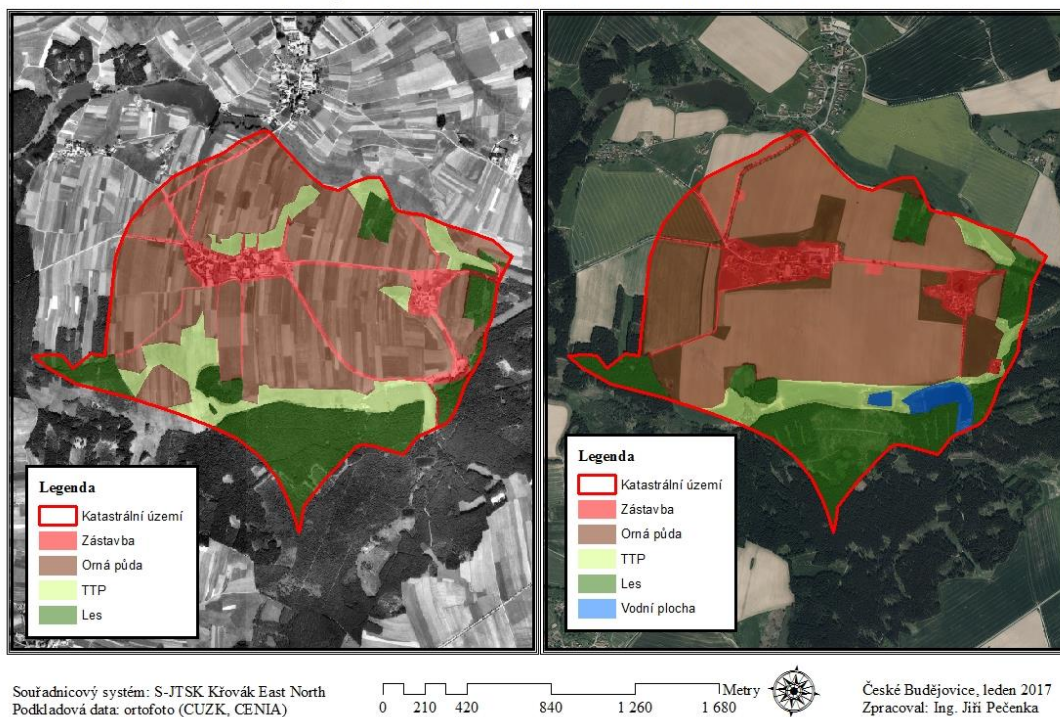 Legenda
Katastrální území
Zástavba
Orná půda
TTP
Les
Legenda
Katastrální území
Zástavba
Orná půda
TTP
Les
Vodní plocha
Souřadnicový systém: S-JTSK Křovák East North
Podkladová data: ortofoto (CUZK, CENIA)
Metry
0 210 420 840 1 260 1 680
České Budějovice, leden 2017
Zpracoval: Ing. Jiří Pečenka